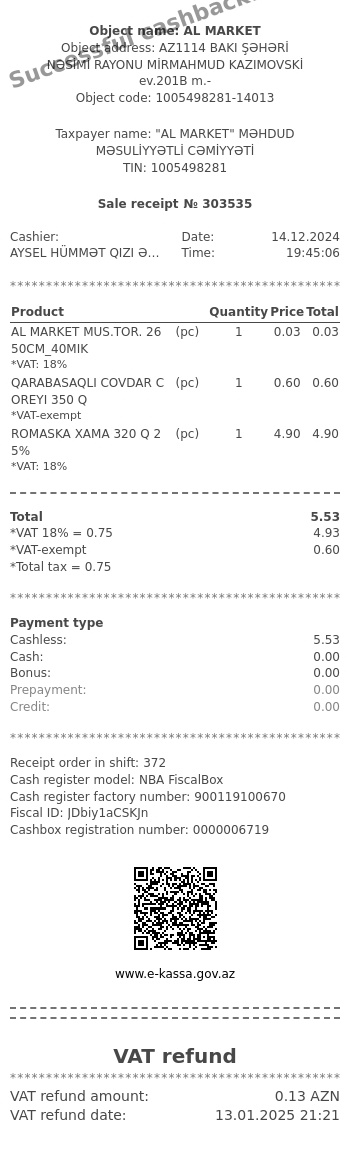 Successful cashback
Object name: AL MARKET
Object address: AZ1114 BAKI ŞƏHƏRİ
NƏSİMİ RAYONU MİRMAHMUD KAZIMOVSKİ
ev.201B m.-
Object code: 1005498281-14013
Taxpayer name: "AL MARKET" MƏHDUD
MƏSULİYYƏTLİ CƏMİYYƏTİ
TIN: 1005498281
Sale receipt № 303535
Cashier: Date: 14.12.2024
AYSEL HÜMMƏT QIZI Ə... Time: 19:45:06
**********************************************
Product Quantity Price Total
AL MARKET MUS.TOR. 26 (pc) 1 0.03 0.03
50CM_40MIK
*VAT: 18%
QARABASAQLI COVDAR C (pc) 1 0.60 0.60
OREYI 350 Q
*VAT-exempt
ROMASKA XAMA 320 Q 2 (pc) 1 4.90 4.90
5%
*VAT: 18%
Total 5.53
*VAT 18% = 0.75 4.93
*VAT-exempt 0.60
*Total tax = 0.75
**********************************************
Payment type
Cashless: 5.53
Cash: 0.00
Bonus: 0.00
Prepayment: 0.00
Credit: 0.00
**********************************************
Receipt order in shift: 372
Cash register model: NBA FiscalBox
Cash register factory number: 900119100670
Fiscal ID: JDbiy1aCSKJn
Cashbox registration number: 0000006719
www.e-kassa.gov.az
VAT refund
**********************************************
VAT refund amount: 0.13 AZN
VAT refund date: 13.01.2025 21:21